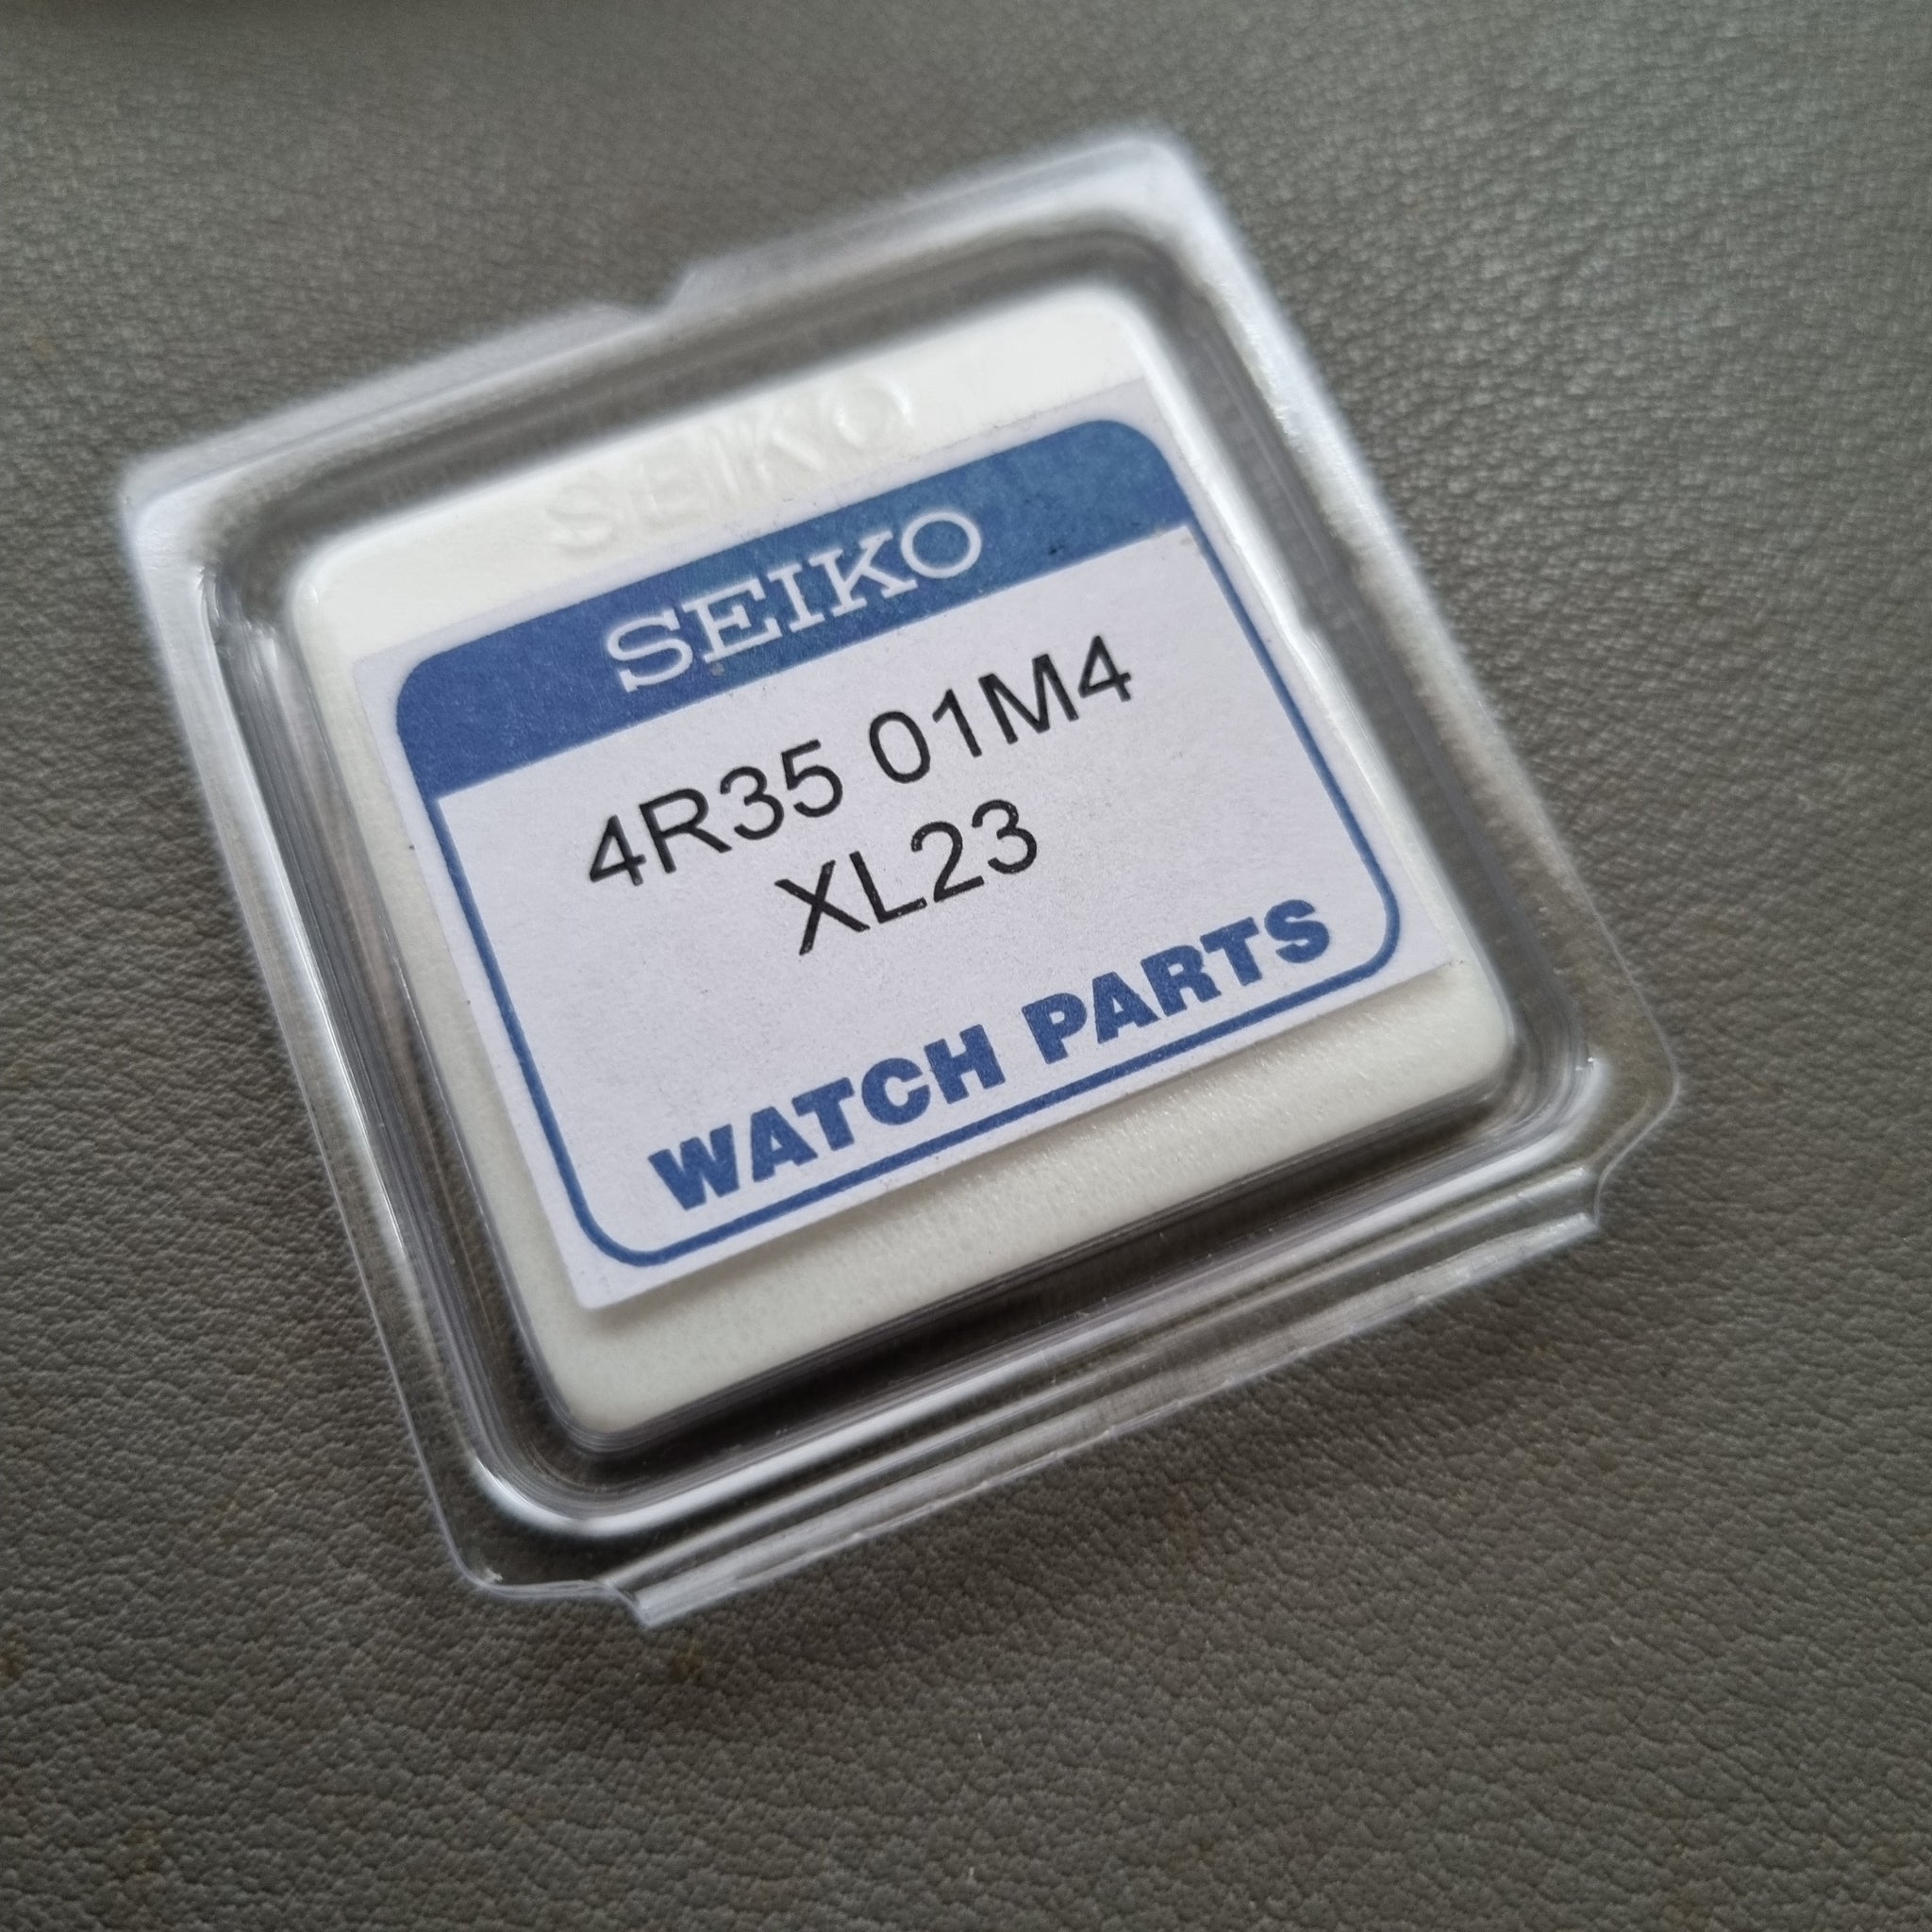 SEIKO
SEIKO
4R35 01M4
XL23
WATCH PARTS